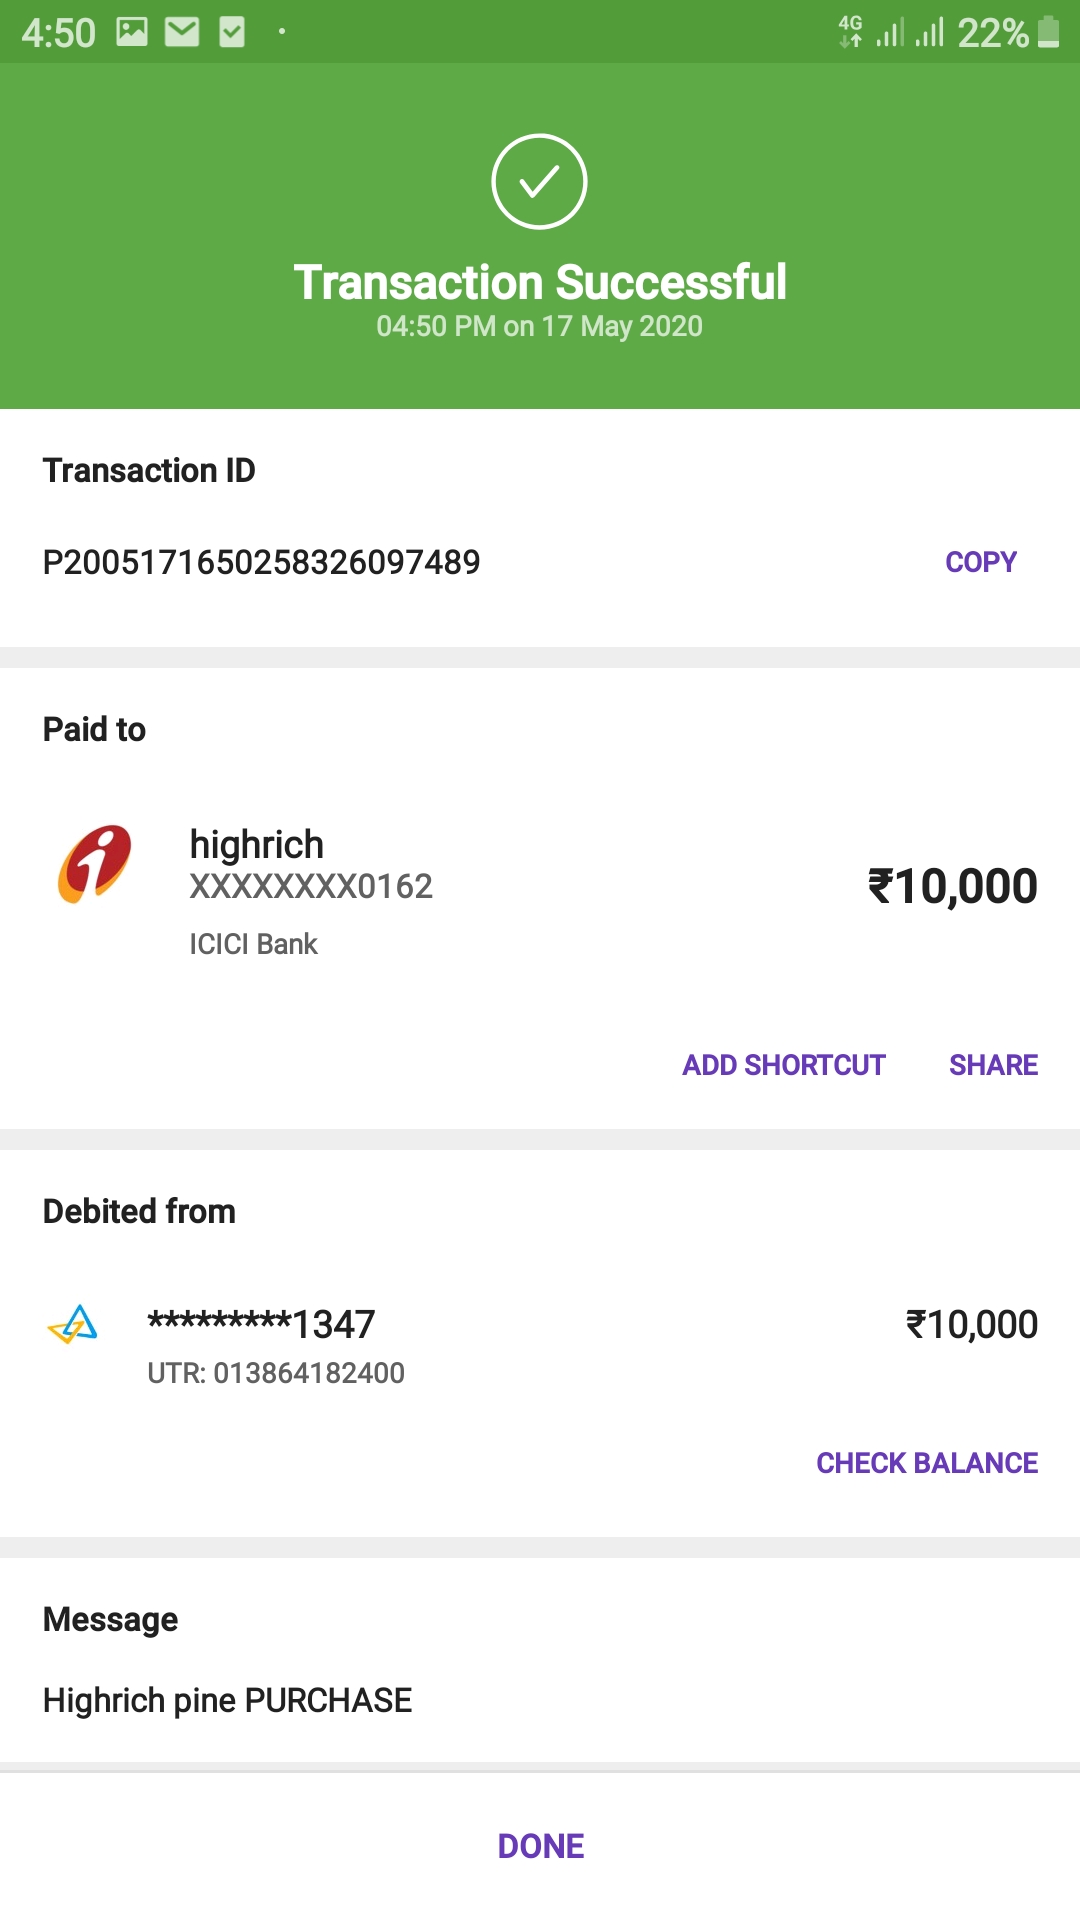 4:50 4G 22%
Transaction Successful
04:50 PM on 17 May 2020
Transaction ID
P2005171650258326097489 COPY
Paid to
highrich
XXXXXXXX0162 ₹10,000
ICICI Bank
ADD SHORTCUT SHARE
Debited from
*********1347 ₹10,000
UTR: 013864182400
CHECK BALANCE
Message
Highrich pine PURCHASE
DONE